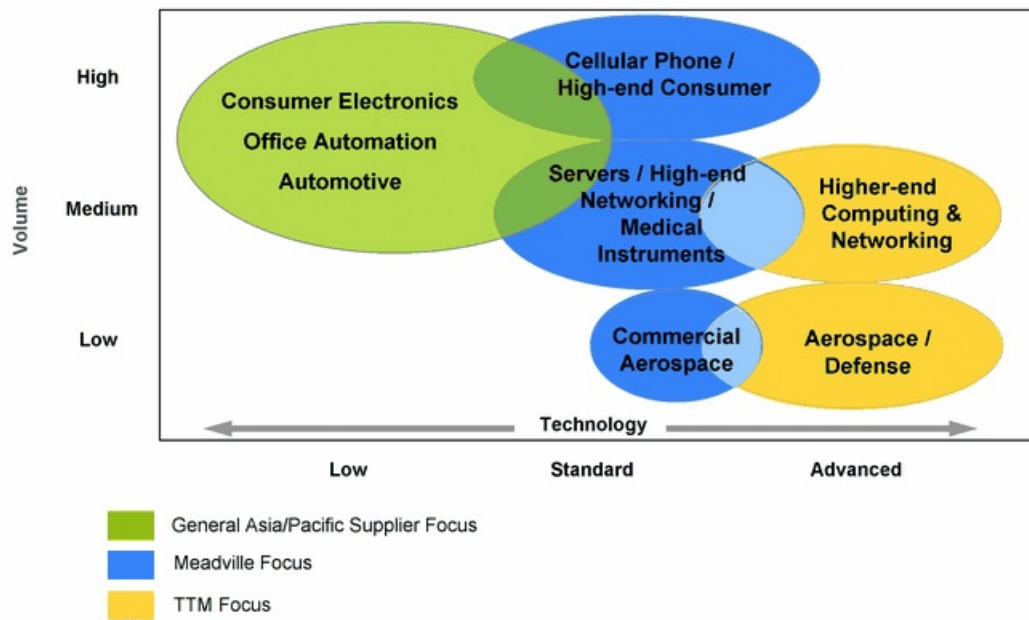 High
Medium
Low
Volume
Consumer Electronics
Office Automation
Automotive
Cellular Phone /
High-end Consumer
Servers / High-end
Networking /
Medical
Instruments
Higher-end
Computing &
Networking
Commercial
Aerospace
Aerospace /
Defense
Technology
Low
Standard
Advanced
General Asia/Pacific Supplier Focus
Meadville Focus
TTM Focus